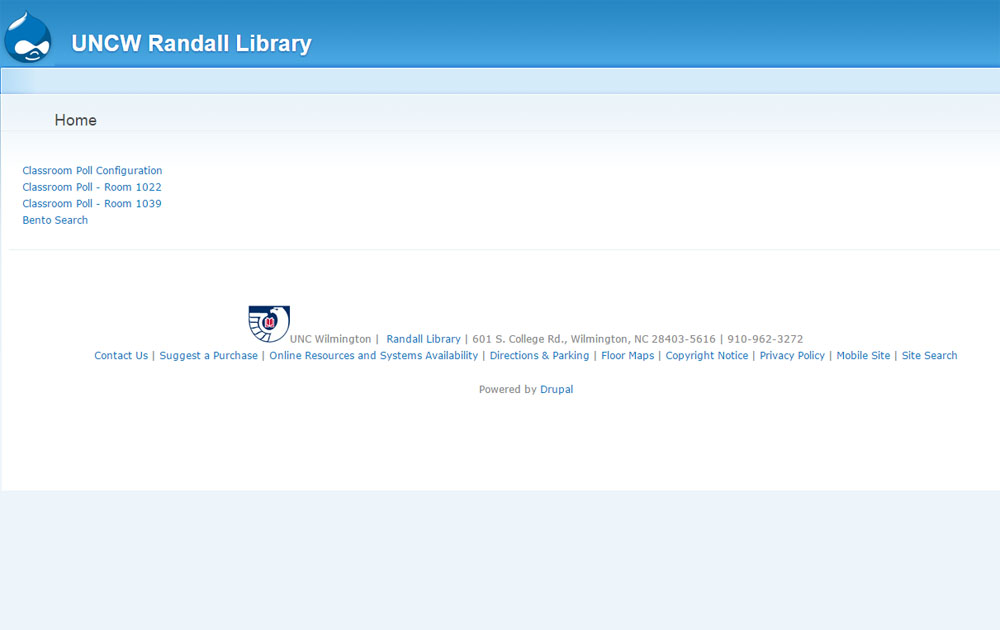 UNCW Randall Library
Home
Classroom Poll Configuration
Classroom Poll - Room 1022
Classroom Poll - Room 1039
Bento Search
UNC Wilmington | Randall Library | 601 S. College Rd., Wilmington, NC 28403-5616 | 910-962-3272
Contact Us | Suggest a Purchase | Online Resources and Systems Availability | Directions & Parking | Floor Maps | Copyright Notice | Privacy Policy | Mobile Site | Site Search
Powered by Drupal